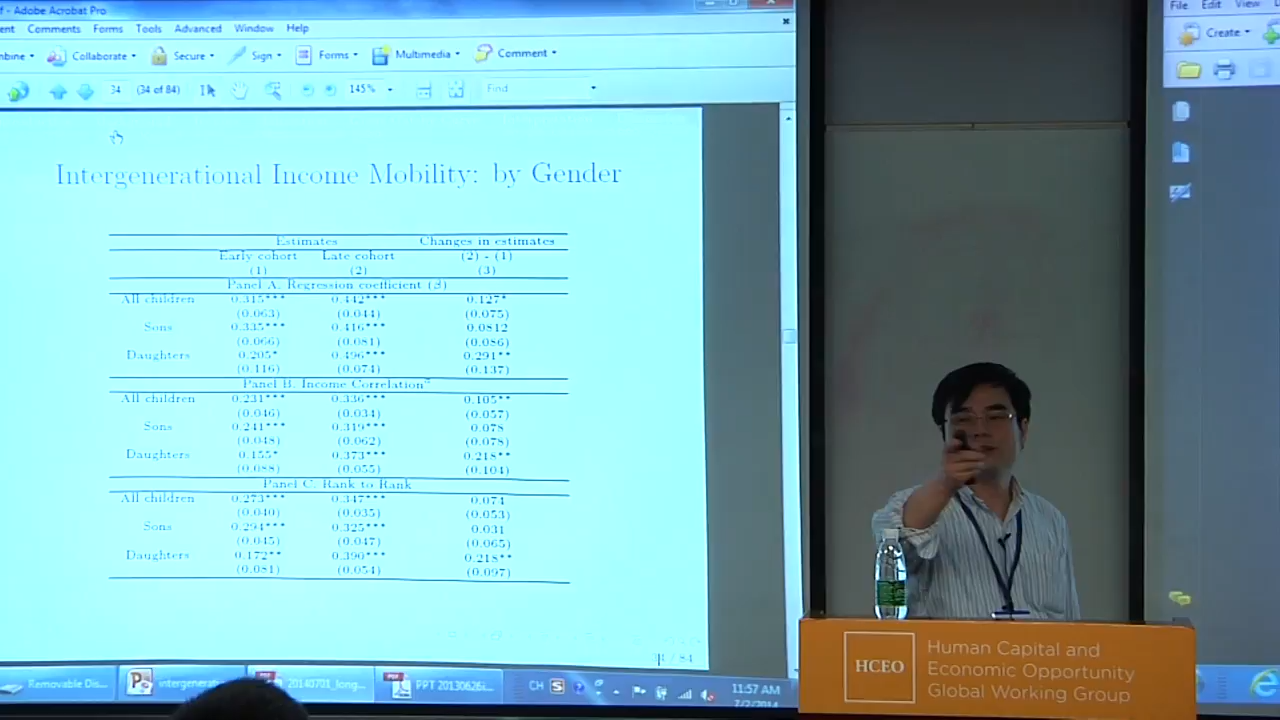 f - Adobe Acrobat Pro
ent Comments Forms Tools Advanced Window Help
mbine Collaborate Secure Sign Forms Multimedia Comment
34 (34 of 84) 145% Find
Intergenerational Income Mobility: by Gender
Estimates Changes in estimates
Early cohort Late cohort (2) - (1)
(1) (2) (3)
Panel A. Regression coefficient (β)
All children 0.315*** 0.442*** 0.127*
(0.063) (0.044) (0.075)
Sons 0.335*** 0.416*** 0.0812
(0.066) (0.081) (0.086)
Daughters 0.205* 0.496*** 0.291**
(0.116) (0.074) (0.137)
Panel B. Income Correlation
All children 0.231*** 0.336*** 0.105**
(0.046) (0.034) (0.057)
Sons 0.241*** 0.319*** 0.078
(0.048) (0.062) (0.078)
Daughters 0.155* 0.373*** 0.218**
(0.088) (0.055) (0.104)
Panel C. Rank to Rank
All children 0.273*** 0.347*** 0.074
(0.040) (0.035) (0.053)
Sons 0.294*** 0.325*** 0.031
(0.045) (0.047) (0.065)
Daughters 0.172** 0.390*** 0.218**
(0.081) (0.054) (0.097)
/ 84
Removable Dis... intergenerat 20140701_long... PPT 20130626i... CH 11:57 AM
7/2/2014
File Edit View
Create
HCEO
Human Capital and
Economic Opportunity
Global Working Group